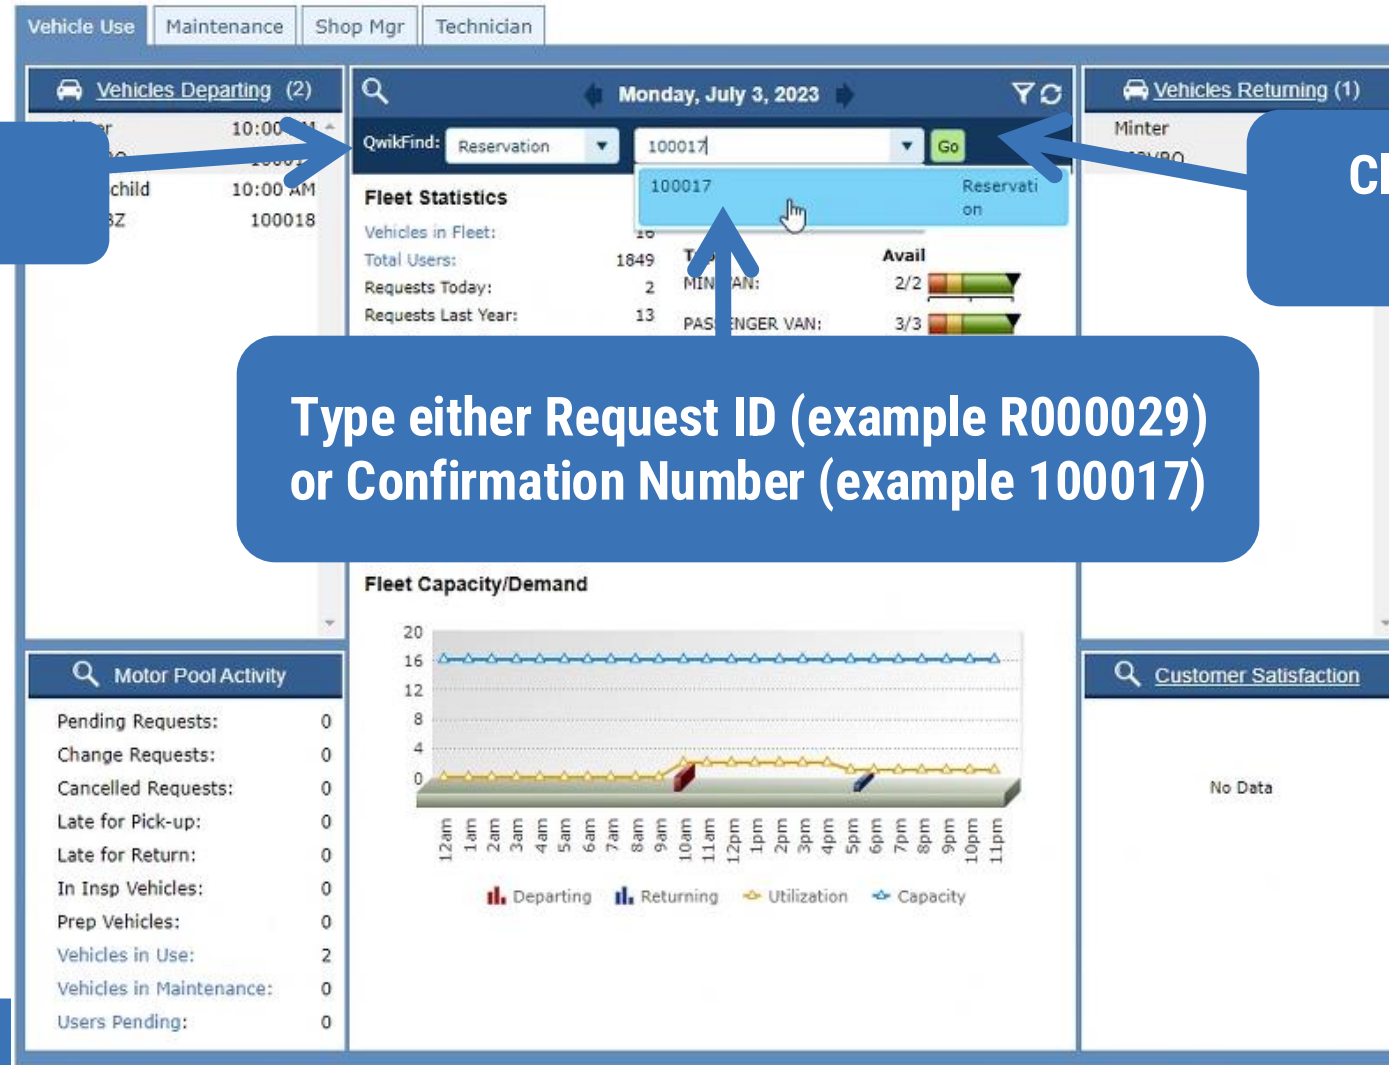 Vehicle Use
Maintenance
Shop Mgr
Technician
Vehicles Departing (2)
10:00
child
10:00 AM
100018
Monday, July 3, 2023
QwikFind:
Reservation
100017
Go
100017
Reservati
on
Fleet Statistics
Vehicles in Fleet:
16
Total Users:
1849
Requests Today:
2
Requests Last Year:
13
Avail
MINI VAN:
2/2
PASSENGER VAN:
3/3
Vehicles Returning (1)
Minter
Type either Request ID (example R000029)
or Confirmation Number (example 100017)
Fleet Capacity/Demand
20
16
12
8
4
0
12am
1am
2am
3am
4am
5am
6am
7am
8am
9am
10am
11am
12pm
1pm
2pm
3pm
4pm
5pm
6pm
7pm
8pm
9pm
10pm
11pm
Departing
Returning
Utilization
Capacity
Motor Pool Activity
Pending Requests: 0
Change Requests: 0
Cancelled Requests: 0
Late for Pick-up: 0
Late for Return: 0
In Insp Vehicles: 0
Prep Vehicles: 0
Vehicles in Use: 2
Vehicles in Maintenance: 0
Users Pending: 0
Customer Satisfaction
No Data